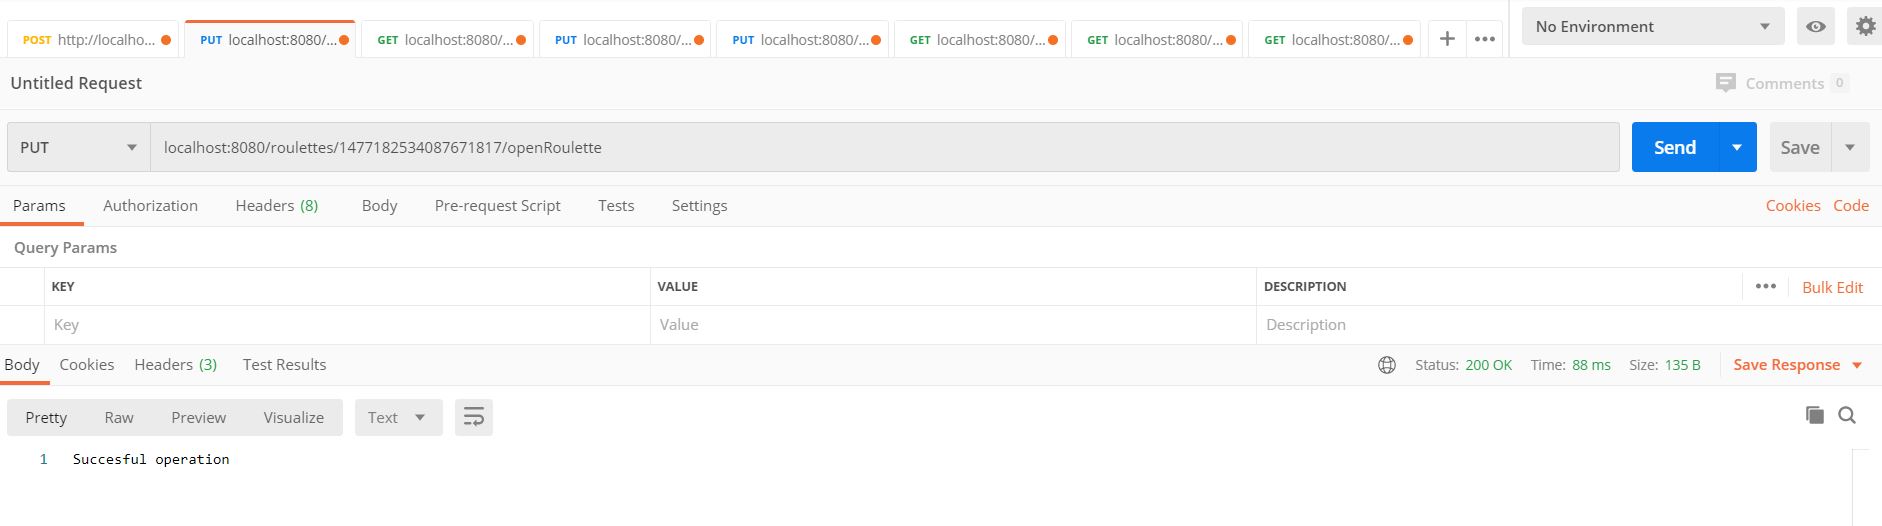 POST http://localho... PUT localhost:8080/... GET localhost:8080/... PUT localhost:8080/... PUT localhost:8080/... GET localhost:8080/... GET localhost:8080/... GET localhost:8080/... No Environment
Untitled Request Comments 0
PUT localhost:8080/roulettes/1477182534087671817/openRoulette Send Save
Params Authorization Headers (8) Body Pre-request Script Tests Settings Cookies Code
Query Params
KEY VALUE DESCRIPTION Bulk Edit
Key Value Description
Body Cookies Headers (3) Test Results Status: 200 OK Time: 88 ms Size: 135 B Save Response
Pretty Raw Preview Visualize Text
1 Succesful operation